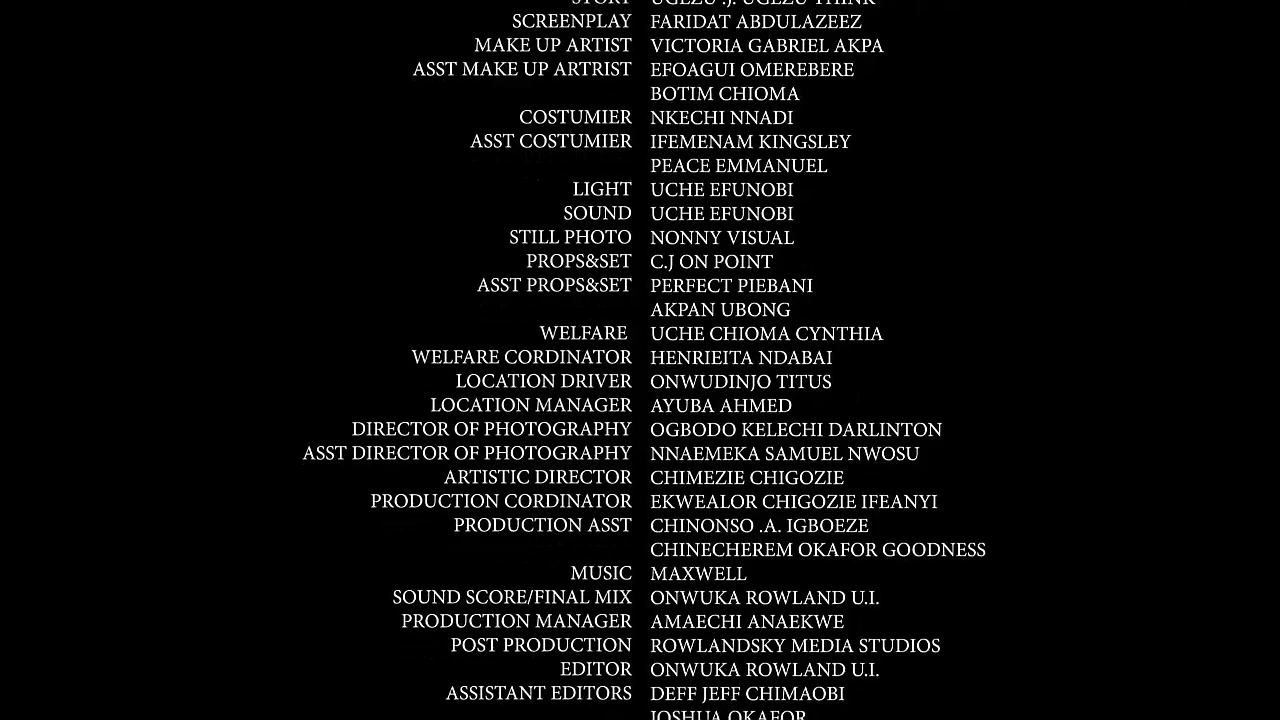 STORY UGEZU .J. UGEZU THINK
SCREENPLAY FARIDAT ABDULAZEEZ
MAKE UP ARTIST VICTORIA GABRIEL AKPA
ASST MAKE UP ARTRIST EFOAGUI OMEREBERE
BOTIM CHIOMA
COSTUMIER NKECHI NNADI
ASST COSTUMIER IFEMENAM KINGSLEY
PEACE EMMANUEL
LIGHT UCHE EFUNOBI
SOUND UCHE EFUNOBI
STILL PHOTO NONNY VISUAL
PROPS&SET C.J ON POINT
ASST PROPS&SET PERFECT PIEBANI
AKPAN UBONG
WELFARE UCHE CHIOMA CYNTHIA
WELFARE CORDINATOR HENRIEITA NDABAI
LOCATION DRIVER ONWUDINJO TITUS
LOCATION MANAGER AYUBA AHMED
DIRECTOR OF PHOTOGRAPHY OGBODO KELECHI DARLINTON
ASST DIRECTOR OF PHOTOGRAPHY NNAEMEKA SAMUEL NWOSU
ARTISTIC DIRECTOR CHIMEZIE CHIGOZIE
PRODUCTION CORDINATOR EKWEALOR CHIGOZIE IFEANYI
PRODUCTION ASST CHINONSO .A. IGBOEZE
CHINECHEREM OKAFOR GOODNESS
MUSIC MAXWELL
SOUND SCORE/FINAL MIX ONWUKA ROWLAND U.I.
PRODUCTION MANAGER AMAECHI ANAEKWE
POST PRODUCTION ROWLANDSKY MEDIA STUDIOS
EDITOR ONWUKA ROWLAND U.I.
ASSISTANT EDITORS DEFF JEFF CHIMAOBI
JOSHUA OKAFOR